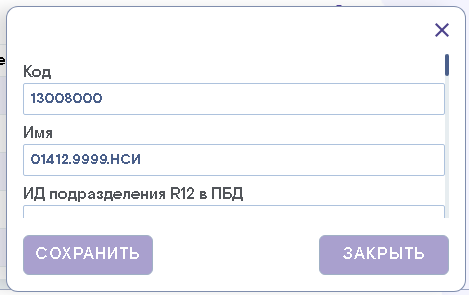 Код
13008000
Имя
01412.9999.НСИ
ИД подразделения R12 в ПБД
СОХРАНИТЬ
ЗАКРЫТЬ